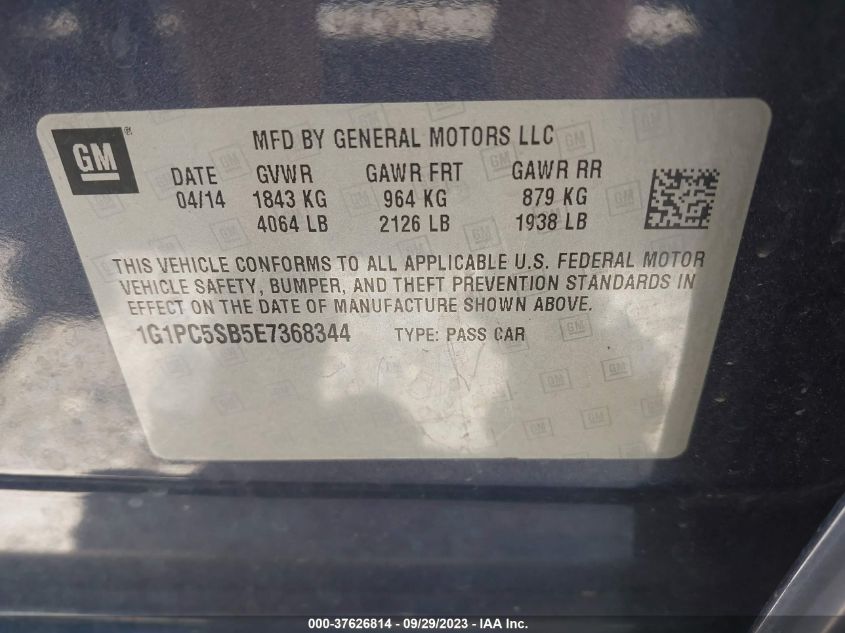 GM ®
MFD BY GENERAL MOTORS LLC
DATE GVWR GAWR FRT GAWR RR
04/14 1843 KG 964 KG 879 KG
4064 LB 2126 LB 1938 LB
THIS VEHICLE CONFORMS TO ALL APPLICABLE U.S. FEDERAL MOTOR
VEHICLE SAFETY, BUMPER, AND THEFT PREVENTION STANDARDS IN
EFFECT ON THE DATE OF MANUFACTURE SHOWN ABOVE.
1G1PC5SB5E7368344 TYPE: PASS CAR
000-37626814 - 09/29/2023 - IAA Inc.